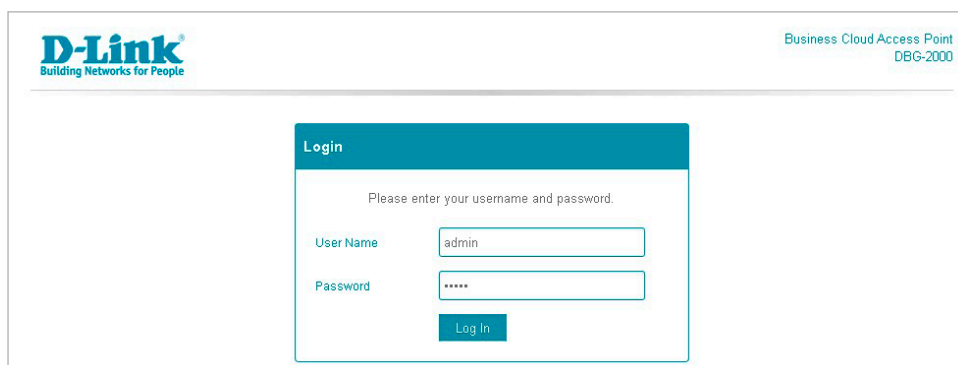 D-Link
Building Networks for People
Business Cloud Access Point
DBG-2000
Login
Please enter your username and password.
User Name
admin
Password
•••••
Log In